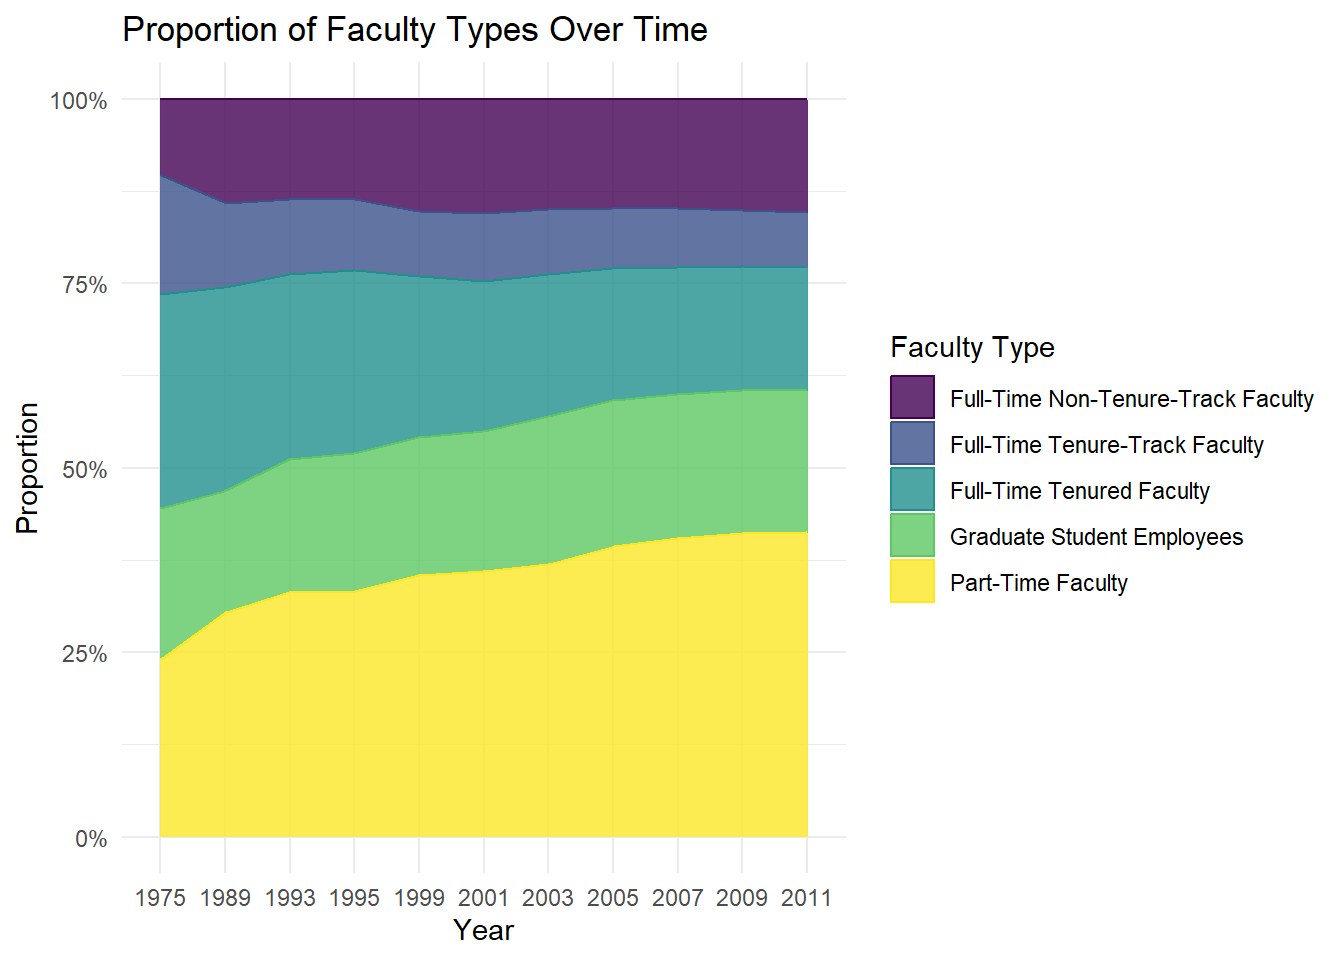 Proportion of Faculty Types Over Time
100%
75%
50%
25%
0%
Proportion
1975 1989 1993 1995 1999 2001 2003 2005 2007 2009 2011
Year
Faculty Type
Full-Time Non-Tenure-Track Faculty
Full-Time Tenure-Track Faculty
Full-Time Tenured Faculty
Graduate Student Employees
Part-Time Faculty